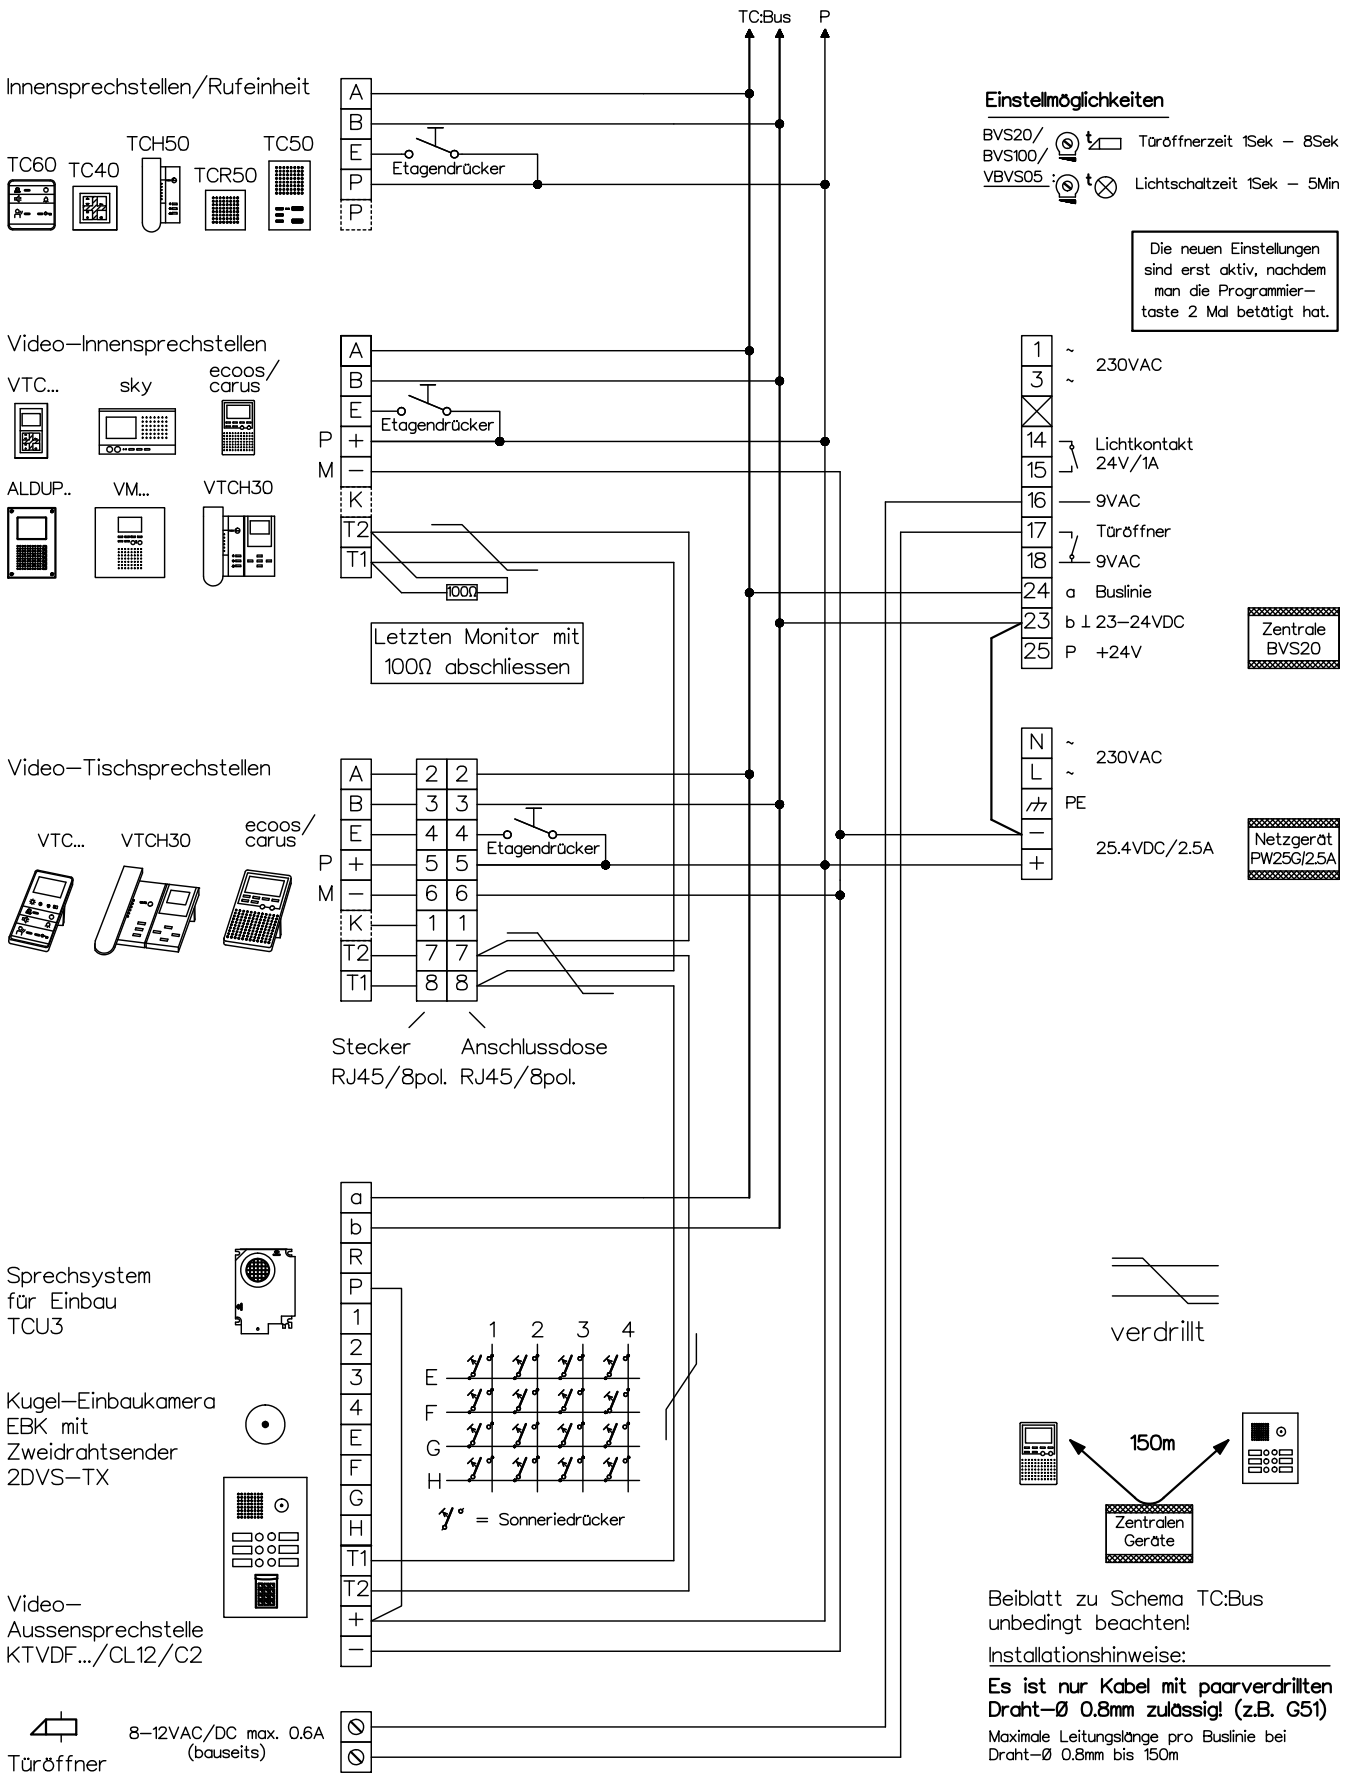 TC:Bus P
Innensprechstellen/Rufeinheit
TC60 TC40 TCH50 TCR50 TC50
A
B
E
P
P
Etagendrücker
Einstellmöglichkeiten
BVS20/
BVS100/
VBVS05 :
t Türöffnerzeit 1Sek – 8Sek
t Lichtschaltzeit 1Sek – 5Min
Die neuen Einstellungen
sind erst aktiv, nachdem
man die Programmier–
taste 2 Mal betätigt hat.
Video–Innensprechstellen
VTC... sky ecoos/
carus
ALDUP.. VM... VTCH30
A
B
E
P +
M –
K
T2
T1
Etagendrücker
100Ω
Letzten Monitor mit
100Ω abschliessen
1 ~
230VAC
3 ~
14 Lichtkontakt
15 24V/1A
16 9VAC
17 Türöffner
18 9VAC
24 a Buslinie
23 b ⊥ 23–24VDC
25 P +24V
Zentrale
BVS20
N ~
230VAC
L ~
PE
–
25.4VDC/2.5A
+
Netzgerät
PW25G/2.5A
Video–Tischsprechstellen
VTC... VTCH30 ecoos/
carus
A 2 2
B 3 3
E 4 4
P + 5 5
M – 6 6
K 1 1
T2 7 7
T1 8 8
Etagendrücker
Stecker
RJ45/8pol.
Anschlussdose
RJ45/8pol.
Sprechsystem
für Einbau
TCU3
Kugel–Einbaukamera
EBK mit
Zweidrahtsender
2DVS–TX
Video–
Aussensprechstelle
KTVDF.../CL12/C2
a
b
R
P
1
2
3
4
E
F
G
H
T1
T2
+
–
1 2 3 4
E
F
G
H
= Sonneriedrücker
Türöffner
8–12VAC/DC max. 0.6A
(bauseits)
verdrillt
150m
Zentralen
Geräte
Beiblatt zu Schema TC:Bus
unbedingt beachten!
Installationshinweise:
Es ist nur Kabel mit paarverdrillten
Draht–Ø 0.8mm zulässig! (z.B. G51)
Maximale Leitungslänge pro Buslinie bei
Draht–Ø 0.8mm bis 150m